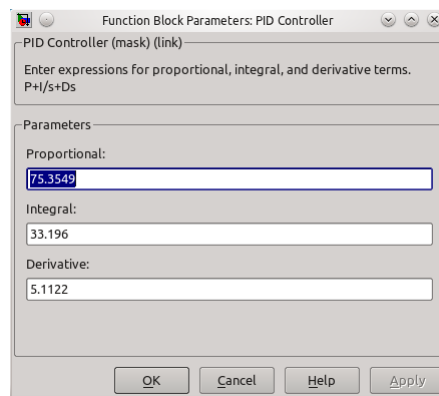 Function Block Parameters: PID Controller
PID Controller (mask) (link)
Enter expressions for proportional, integral, and derivative terms.
P+I/s+Ds
Parameters
Proportional:
75.3549
Integral:
33.196
Derivative:
5.1122
OK Cancel Help Apply